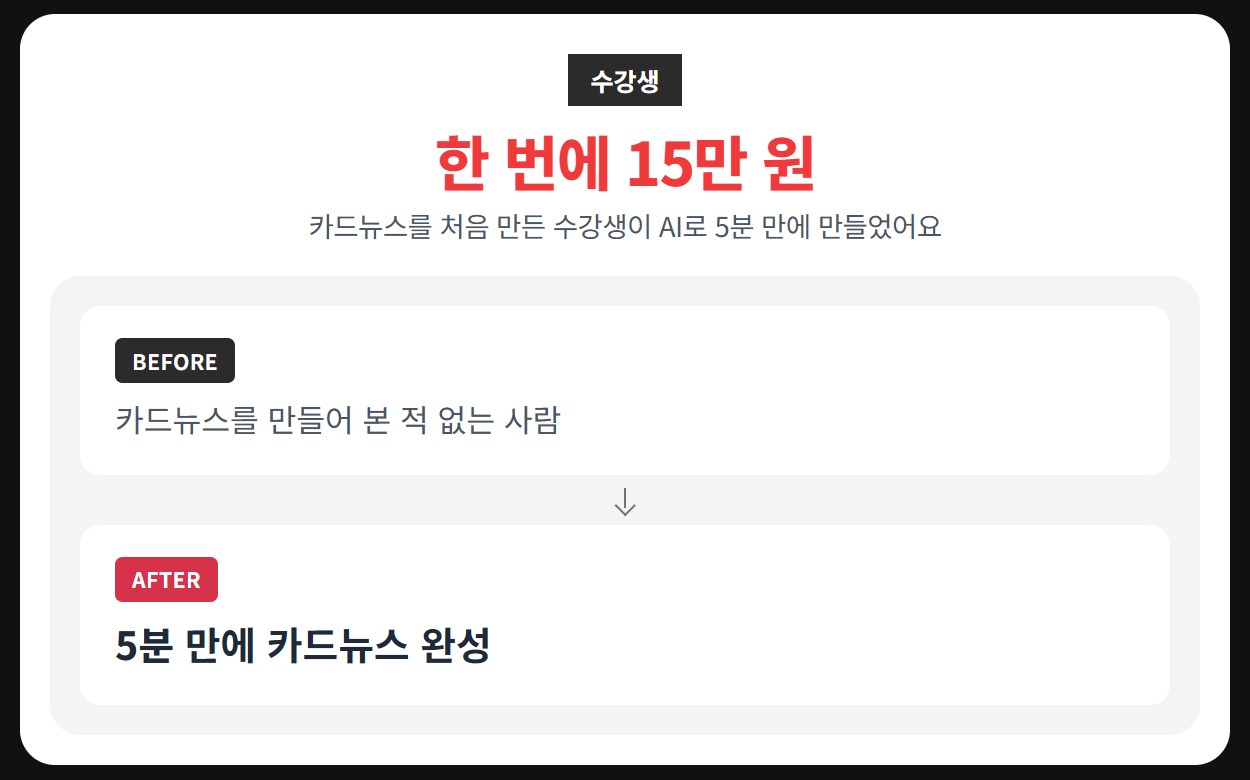 수강생
한 번에 15만 원
카드뉴스를 처음 만든 수강생이 AI로 5분 만에 만들었어요
BEFORE
카드뉴스를 만들어 본 적 없는 사람
↓
AFTER
5분 만에 카드뉴스 완성